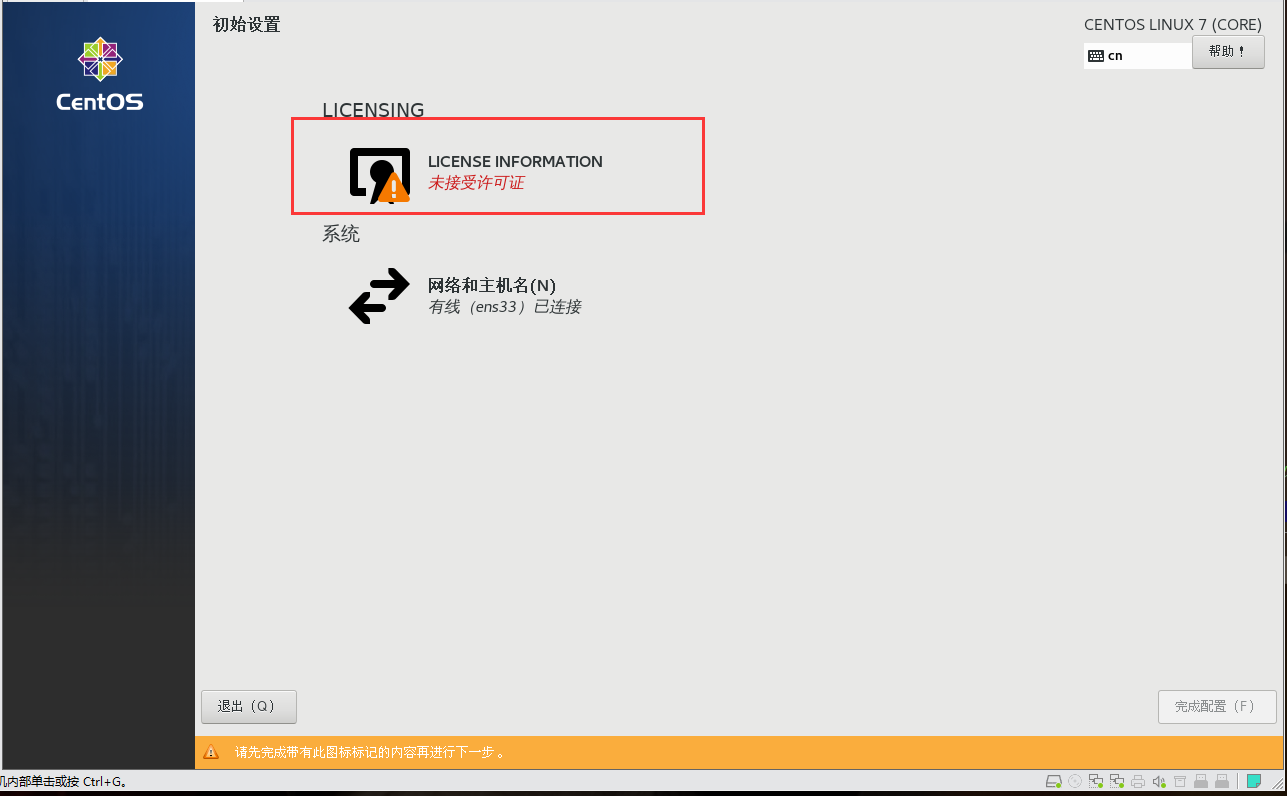 初始设置
CENTOS LINUX 7 (CORE)
cn
帮助！
CentOS
LICENSING
LICENSE INFORMATION
未接受许可证
系统
网络和主机名(N)
有线（ens33）已连接
退出（Q）
完成配置（F）
请先完成带有此图标标记的内容再进行下一步。
机内部单击或按 Ctrl+G。